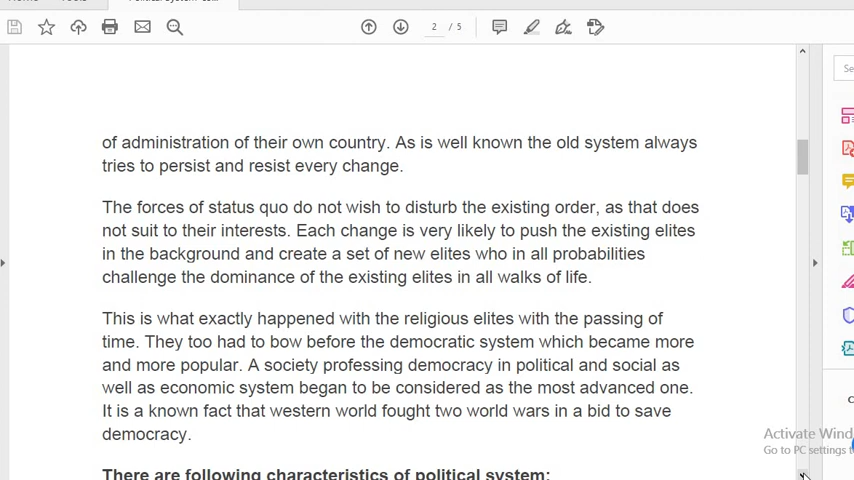 2 / 5
of administration of their own country. As is well known the old system always
tries to persist and resist every change.
The forces of status quo do not wish to disturb the existing order, as that does
not suit to their interests. Each change is very likely to push the existing elites
in the background and create a set of new elites who in all probabilities
challenge the dominance of the existing elites in all walks of life.
This is what exactly happened with the religious elites with the passing of
time. They too had to bow before the democratic system which became more
and more popular. A society professing democracy in political and social as
well as economic system began to be considered as the most advanced one.
It is a known fact that western world fought two world wars in a bid to save
democracy.
There are following characteristics of political system:
Activate Wind
Go to PC settings t